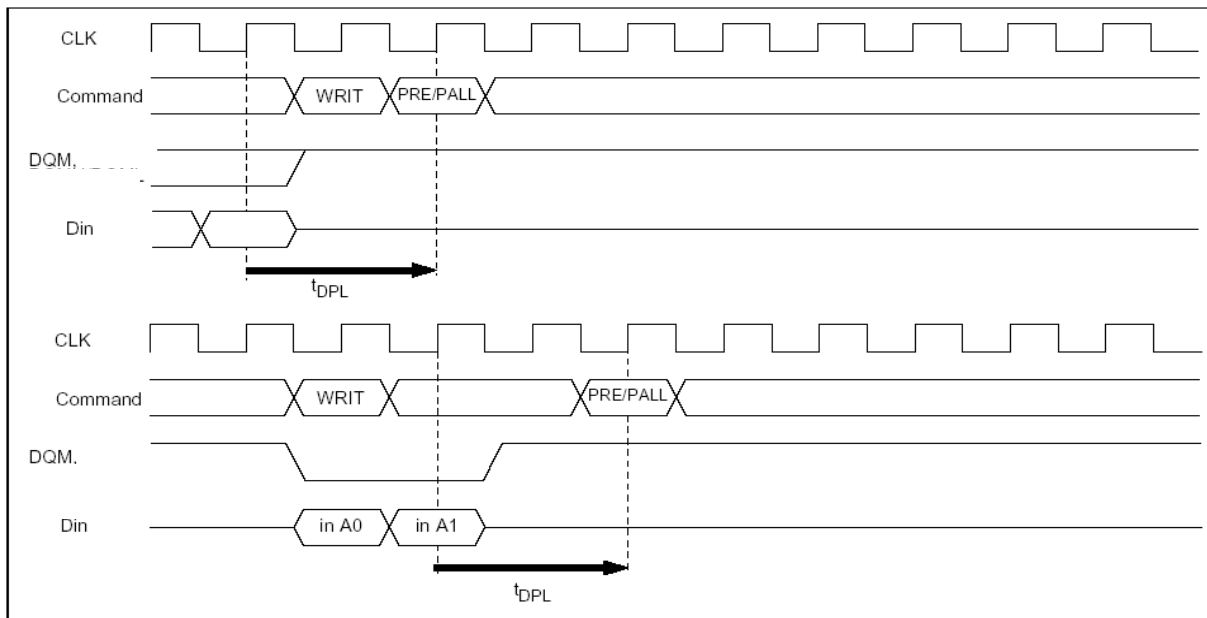 CLK
Command WRIT PRE/PALL
DQM,
Din
tDPL
CLK
Command WRIT PRE/PALL
DQM.
Din in A0 in A1
tDPL